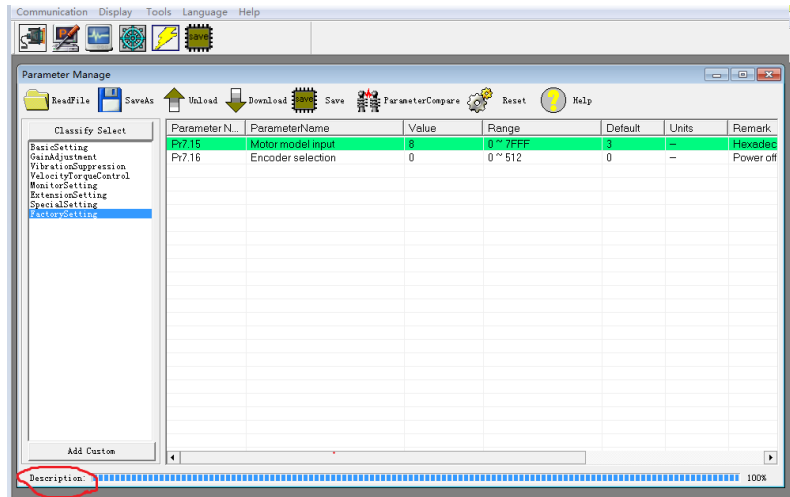 Communication Display Tools Language Help
save
Parameter Manage
ReadFile SaveAs Unload Download save Save ParameterCompare Reset ? Help
Classify Select
BasicSetting
GainAdjustment
VibrationSuppression
VelocityTorqueControl
MonitorSetting
ExtensionSetting
SpecialSetting
FactorySetting
Parameter N... ParameterName Value Range Default Units Remark
Pr7.15 Motor model input 8 0 ~ 7FFF 3 – Hexadec
Pr7.16 Encoder selection 0 0 ~ 512 0 – Power off
Add Custom
Description: 100%